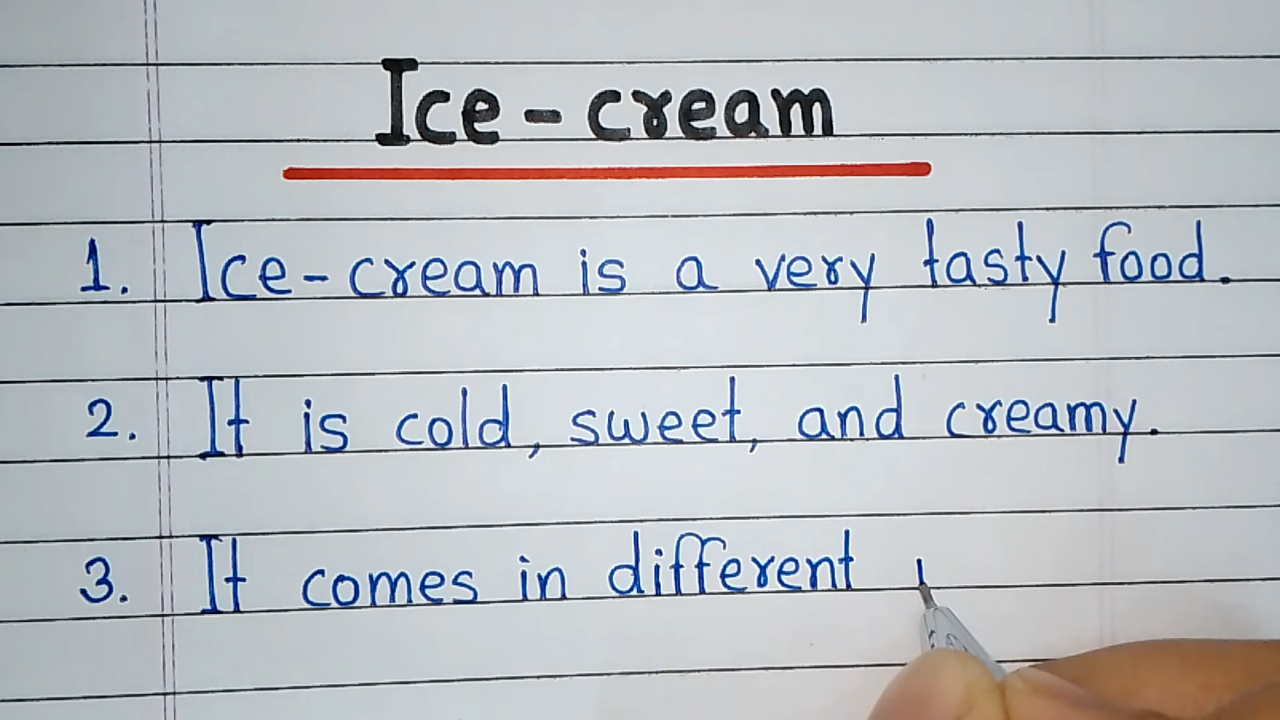 Ice - cream
1. Ice-cream is a very tasty food.
2. It is cold, sweet, and creamy.
3. It comes in different